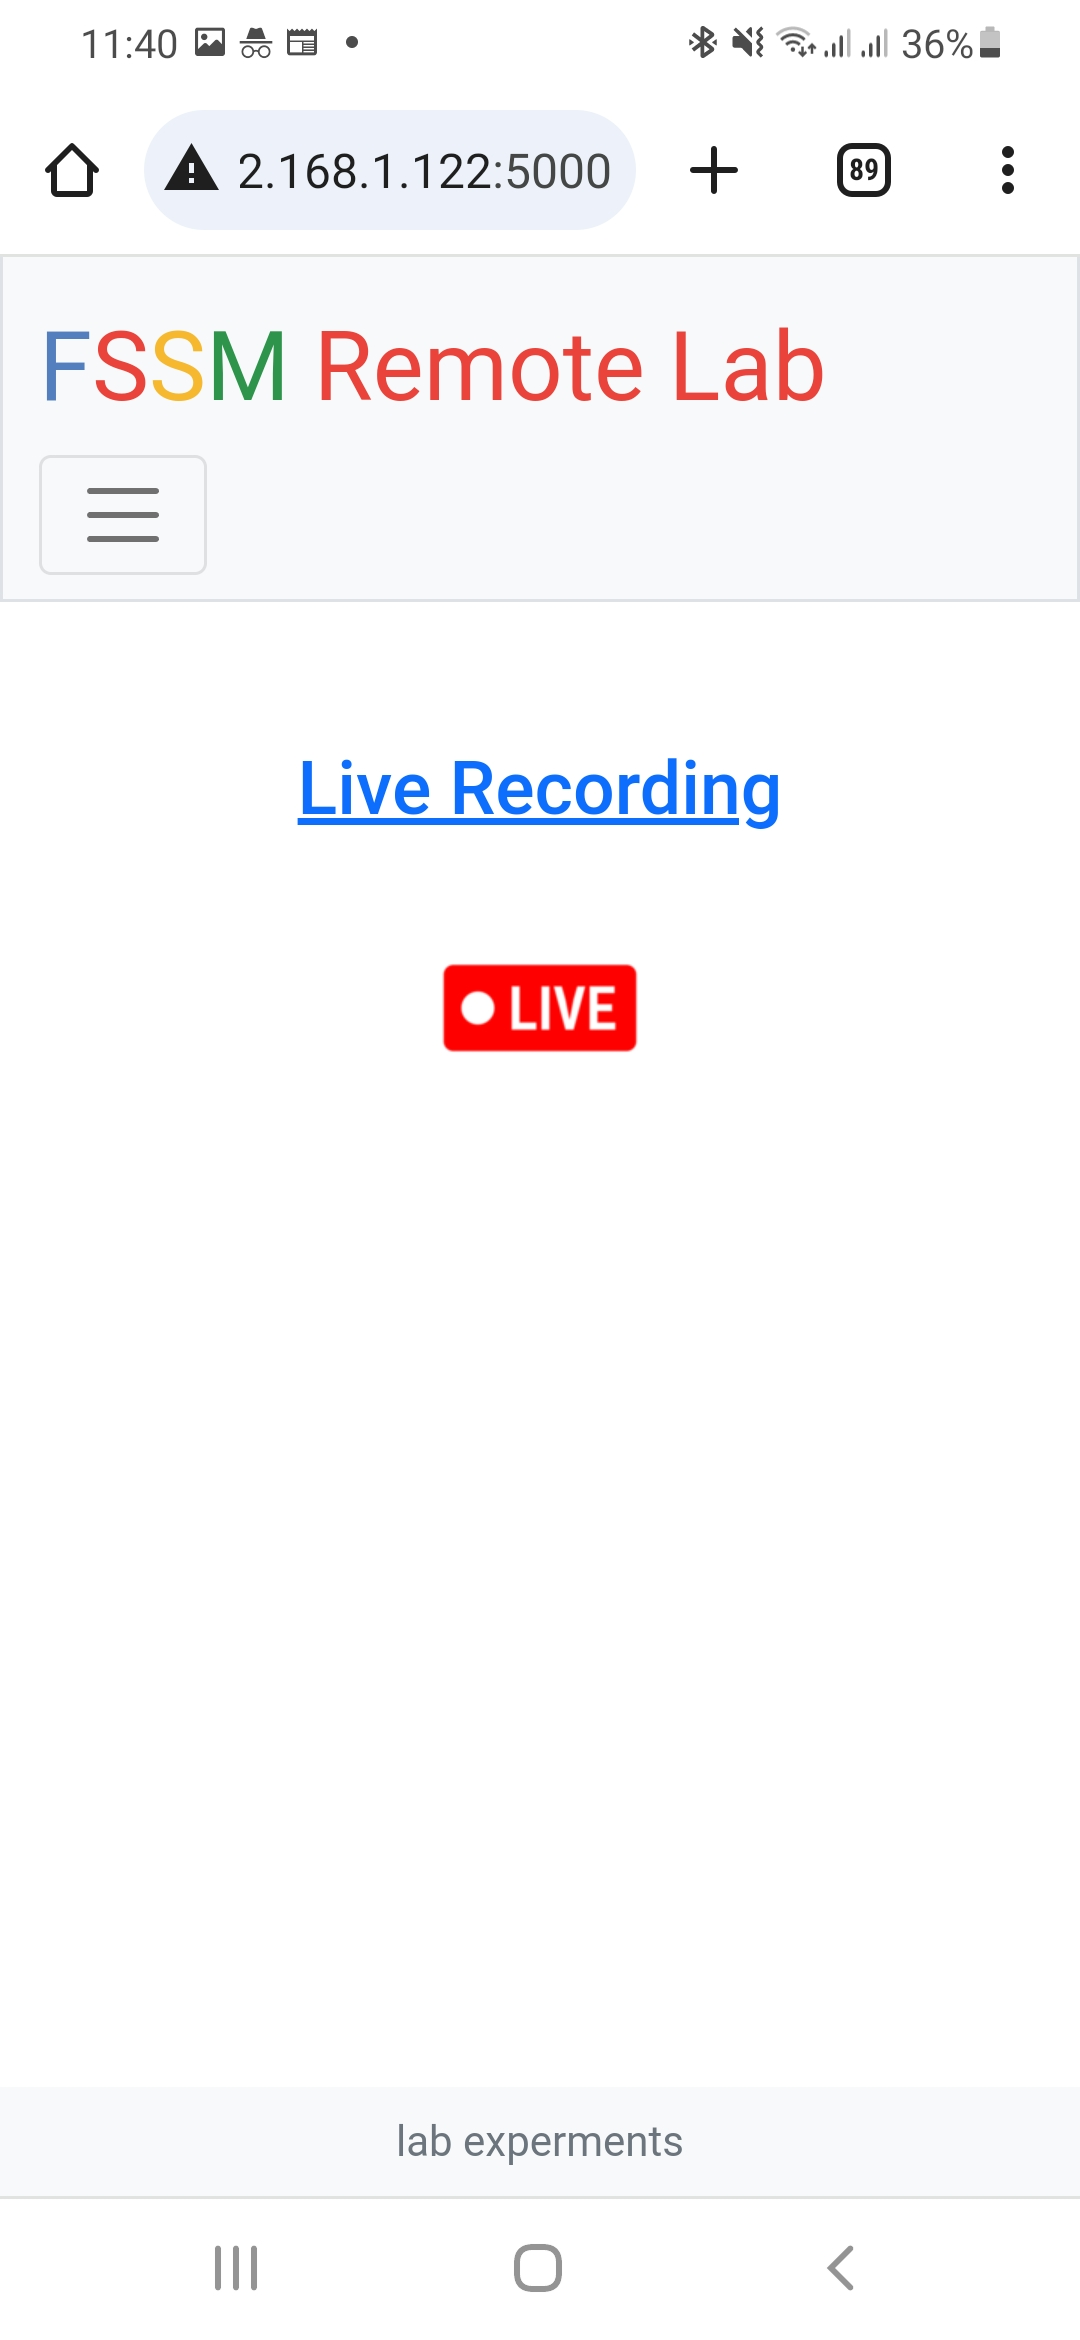 11:40 36%
2.168.1.122:5000 89
FSSM Remote Lab
Live Recording
LIVE
lab experments